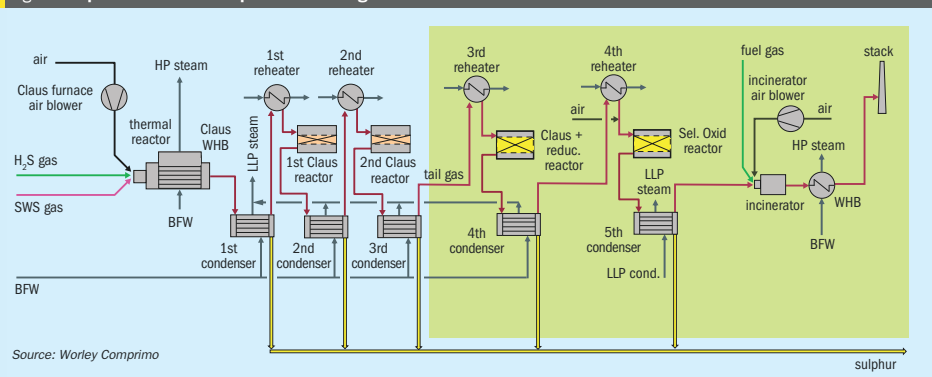 air
Claus furnace
air blower
HP steam
thermal
reactor
Claus
WHB
H2S gas
SWS gas
BFW
BFW
LLP steam
1st
reheater
2nd
reheater
1st Claus
reactor
2nd Claus
reactor
tail gas
1st
condenser
2nd
condenser
3rd
condenser
3rd
reheater
Claus +
reduc.
reactor
4th
condenser
4th
reheater
air
Sel. Oxid
reactor
LLP
steam
5th
condenser
LLP cond.
fuel gas
incinerator
air blower
air
stack
HP steam
incinerator
WHB
BFW
sulphur
Source: Worley Comprimo